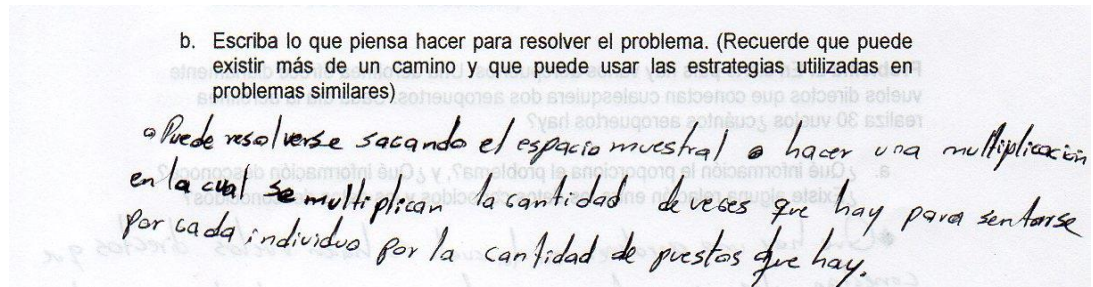 b. Escriba lo que piensa hacer para resolver el problema. (Recuerde que puede
existir más de un camino y que puede usar las estrategias utilizadas en
problemas similares)
Puede resolverse sacando el espacio muestral o hacer una multiplicación
en la cual se multiplican la cantidad de veces que hay para sentarse
por cada individuo por la cantidad de puestos que hay.